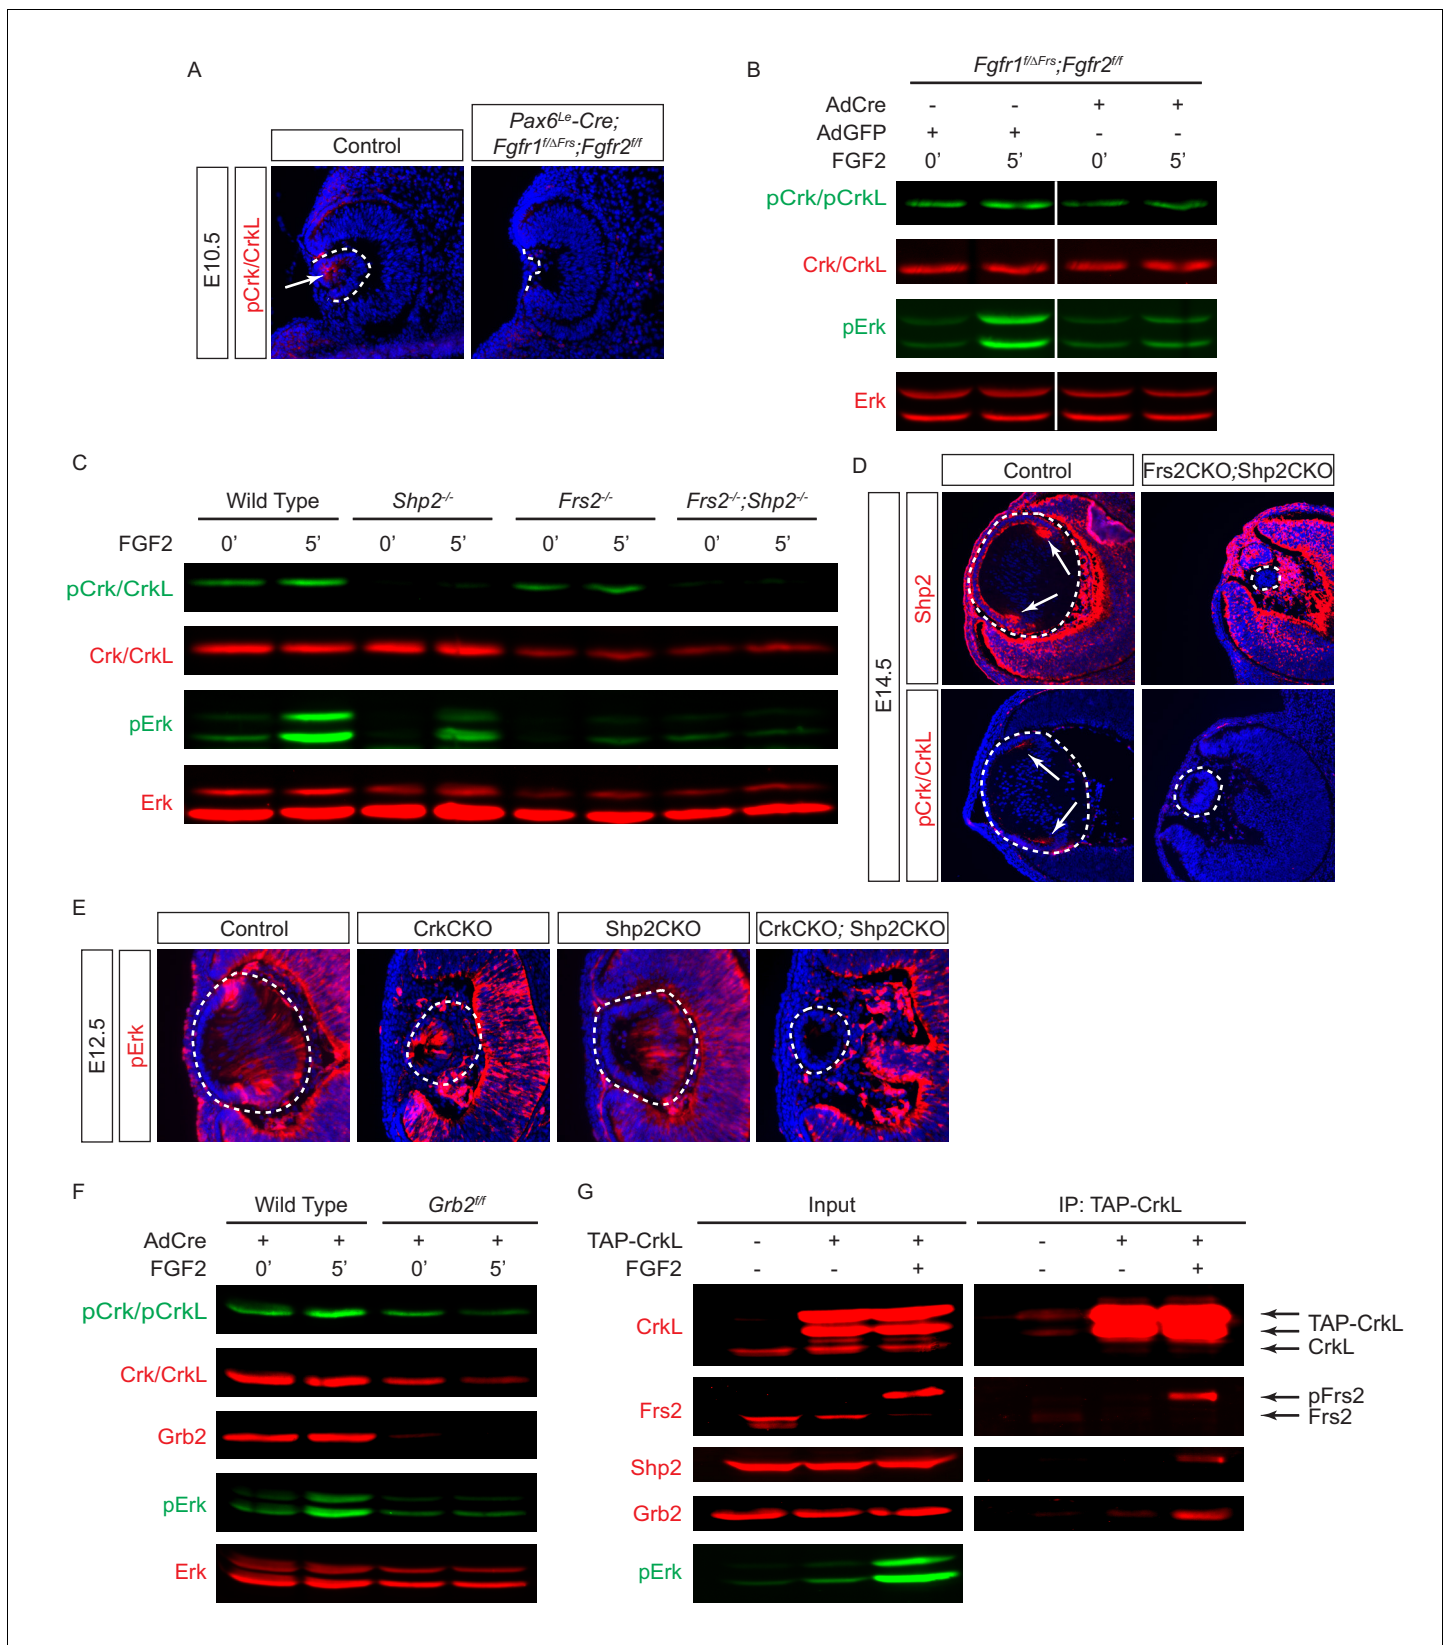 A
Control
Pax6Le-Cre;
Fgfr1f/ΔFrs;Fgfr2f/f
E10.5
pCrk/CrkL
B
Fgfr1f/ΔFrs;Fgfr2f/f
AdCre - - + +
AdGFP + + - -
FGF2 0' 5' 0' 5'
pCrk/pCrkL
Crk/CrkL
pErk
Erk
C
Wild Type Shp2-/- Frs2-/- Frs2-/-;Shp2-/-
FGF2 0' 5' 0' 5' 0' 5' 0' 5'
pCrk/CrkL
Crk/CrkL
pErk
Erk
D
Control Frs2CKO;Shp2CKO
E14.5
Shp2
pCrk/CrkL
E
Control CrkCKO Shp2CKO CrkCKO; Shp2CKO
E12.5
pErk
F
Wild Type Grb2f/f
AdCre + + + +
FGF2 0' 5' 0' 5'
pCrk/pCrkL
Crk/CrkL
Grb2
pErk
Erk
G
Input IP: TAP-CrkL
TAP-CrkL - + + - + +
FGF2 - - + - - +
CrkL
TAP-CrkL
CrkL
Frs2
pFrs2
Frs2
Shp2
Grb2
pErk